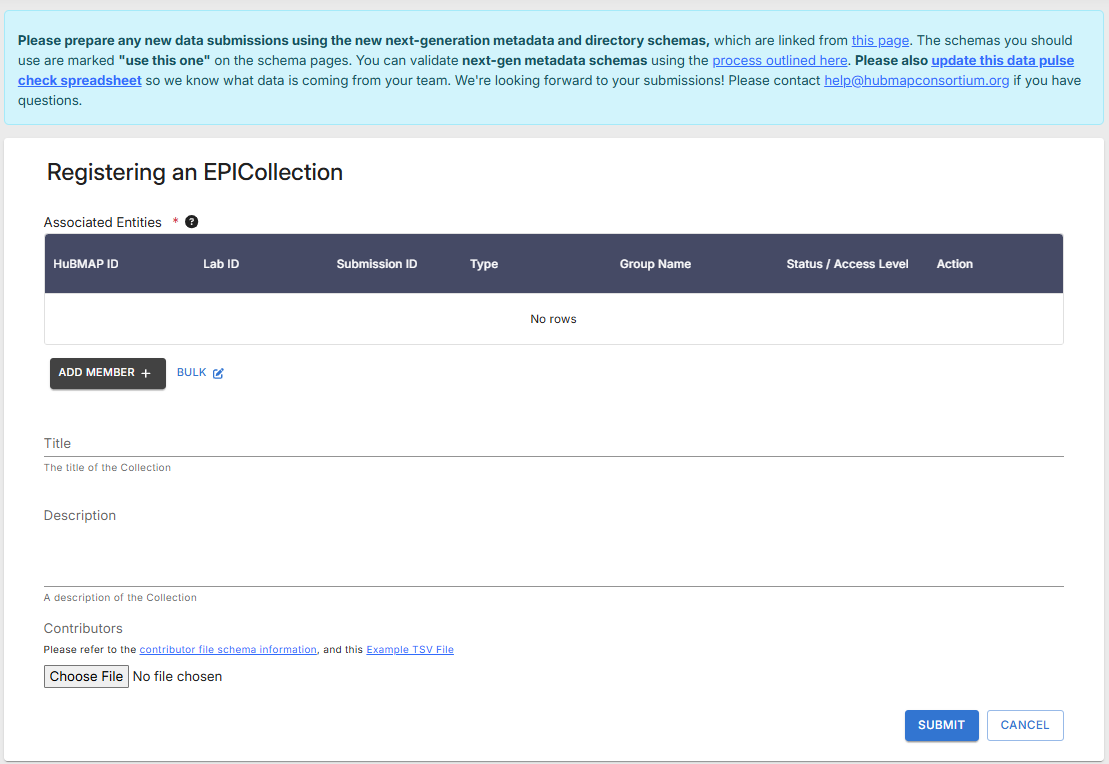 Please prepare any new data submissions using the new next-generation metadata and directory schemas, which are linked from this page. The schemas you should
use are marked "use this one" on the schema pages. You can validate next-gen metadata schemas using the process outlined here. Please also update this data pulse
check spreadsheet so we know what data is coming from your team. We're looking forward to your submissions! Please contact help@hubmapconsortium.org if you have
questions.
Registering an EPICollection
Associated Entities * ?
HuBMAP ID Lab ID Submission ID Type Group Name Status / Access Level Action
No rows
ADD MEMBER + BULK
Title
The title of the Collection
Description
A description of the Collection
Contributors
Please refer to the contributor file schema information, and this Example TSV File
Choose File No file chosen
SUBMIT CANCEL